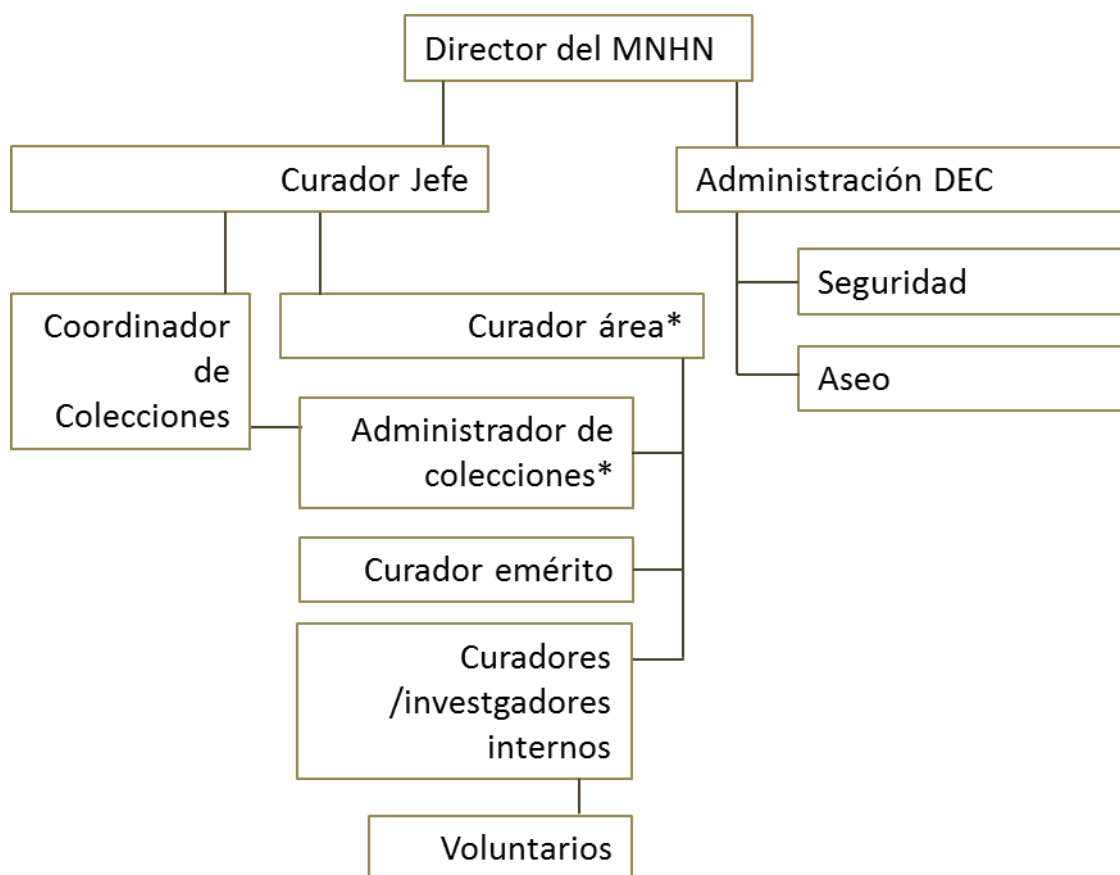 Director del MNHN
Curador Jefe
Administración DEC
Seguridad
Coordinador
de
Colecciones
Curador área*
Aseo
Administrador de
colecciones*
Curador emérito
Curadores
/investgadores
internos
Voluntarios